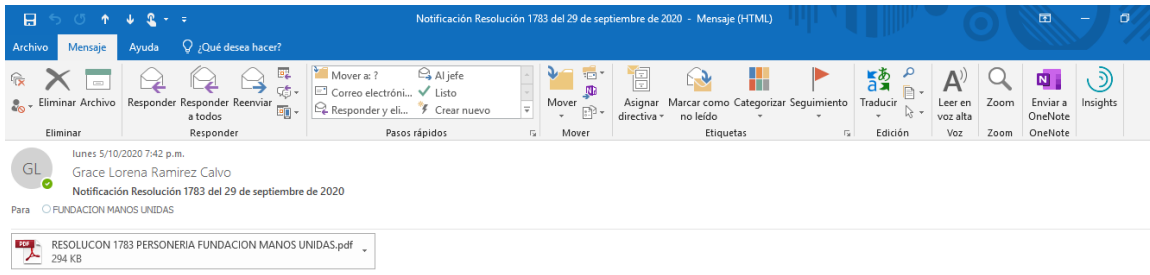 Notificación Resolución 1783 del 29 de septiembre de 2020 - Mensaje (HTML)
Archivo Mensaje Ayuda ¿Qué desea hacer?
Eliminar Archivo
Eliminar
Responder Responder a todos Reenviar
Responder
Mover a: ? Al jefe
Correo electróni... Listo
Responder y eli... Crear nuevo
Pasos rápidos
Mover
Mover
Asignar directiva Marcar como no leído Categorizar Seguimiento
Etiquetas
Traducir
Edición
Leer en voz alta
Voz
Zoom
Zoom
Enviar a OneNote
OneNote
Insights
lunes 5/10/2020 7:42 p.m.
GL
Grace Lorena Ramirez Calvo
Notificación Resolución 1783 del 29 de septiembre de 2020
Para FUNDACION MANOS UNIDAS
PDF
RESOLUCON 1783 PERSONERIA FUNDACION MANOS UNIDAS.pdf
294 KB